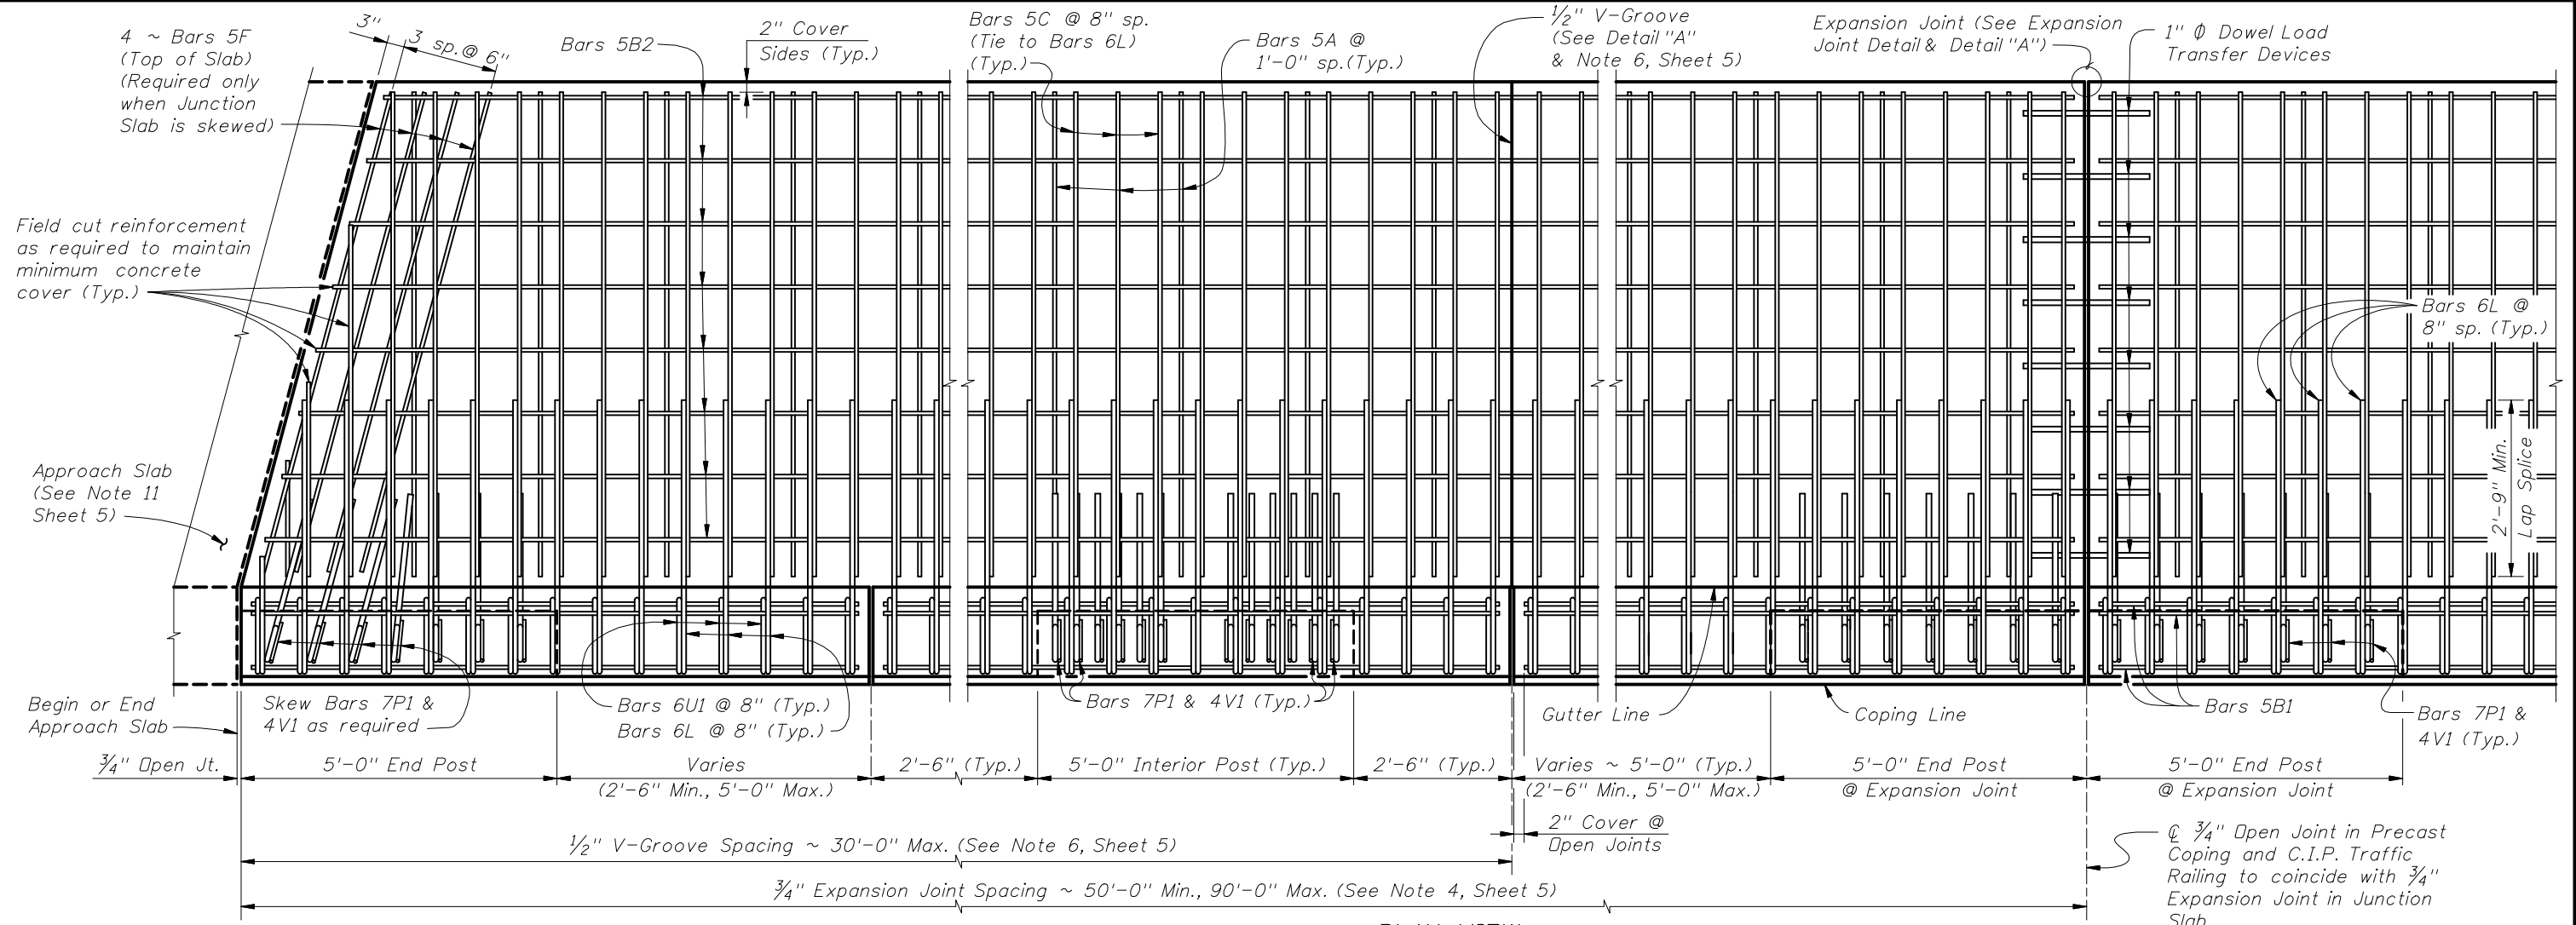 4 ~ Bars 5F
(Top of Slab)
(Required only
when Junction
Slab is skewed)
3"
3 sp.@ 6"
Bars 5B2
2" Cover
Sides (Typ.)
Bars 5C @ 8" sp.
(Tie to Bars 6L)
(Typ.)
Bars 5A @
1'-0" sp.(Typ.)
1/2" V-Groove
(See Detail "A"
& Note 6, Sheet 5)
Expansion Joint (See Expansion
Joint Detail & Detail "A")
1" ϕ Dowel Load
Transfer Devices
Field cut reinforcement
as required to maintain
minimum concrete
cover (Typ.)
Bars 6L @
8" sp. (Typ.)
Approach Slab
(See Note 11
Sheet 5)
2'-9" Min.
Lap Splice
Begin or End
Approach Slab
Skew Bars 7P1 &
4V1 as required
Bars 6U1 @ 8" (Typ.)
Bars 6L @ 8" (Typ.)
Bars 7P1 & 4V1 (Typ.)
Gutter Line
Coping Line
Bars 5B1
Bars 7P1 &
4V1 (Typ.)
3/4" Open Jt.
5'-0" End Post
Varies
(2'-6" Min., 5'-0" Max.)
2'-6" (Typ.)
5'-0" Interior Post (Typ.)
2'-6" (Typ.)
Varies ~ 5'-0" (Typ.)
(2'-6" Min., 5'-0" Max.)
5'-0" End Post
@ Expansion Joint
5'-0" End Post
@ Expansion Joint
2" Cover @
Open Joints
1/2" V-Groove Spacing ~ 30'-0" Max. (See Note 6, Sheet 5)
3/4" Expansion Joint Spacing ~ 50'-0" Min., 90'-0" Max. (See Note 4, Sheet 5)
℄ 3/4" Open Joint in Precast
Coping and C.I.P. Traffic
Railing to coincide with 3/4"
Expansion Joint in Junction
Slab